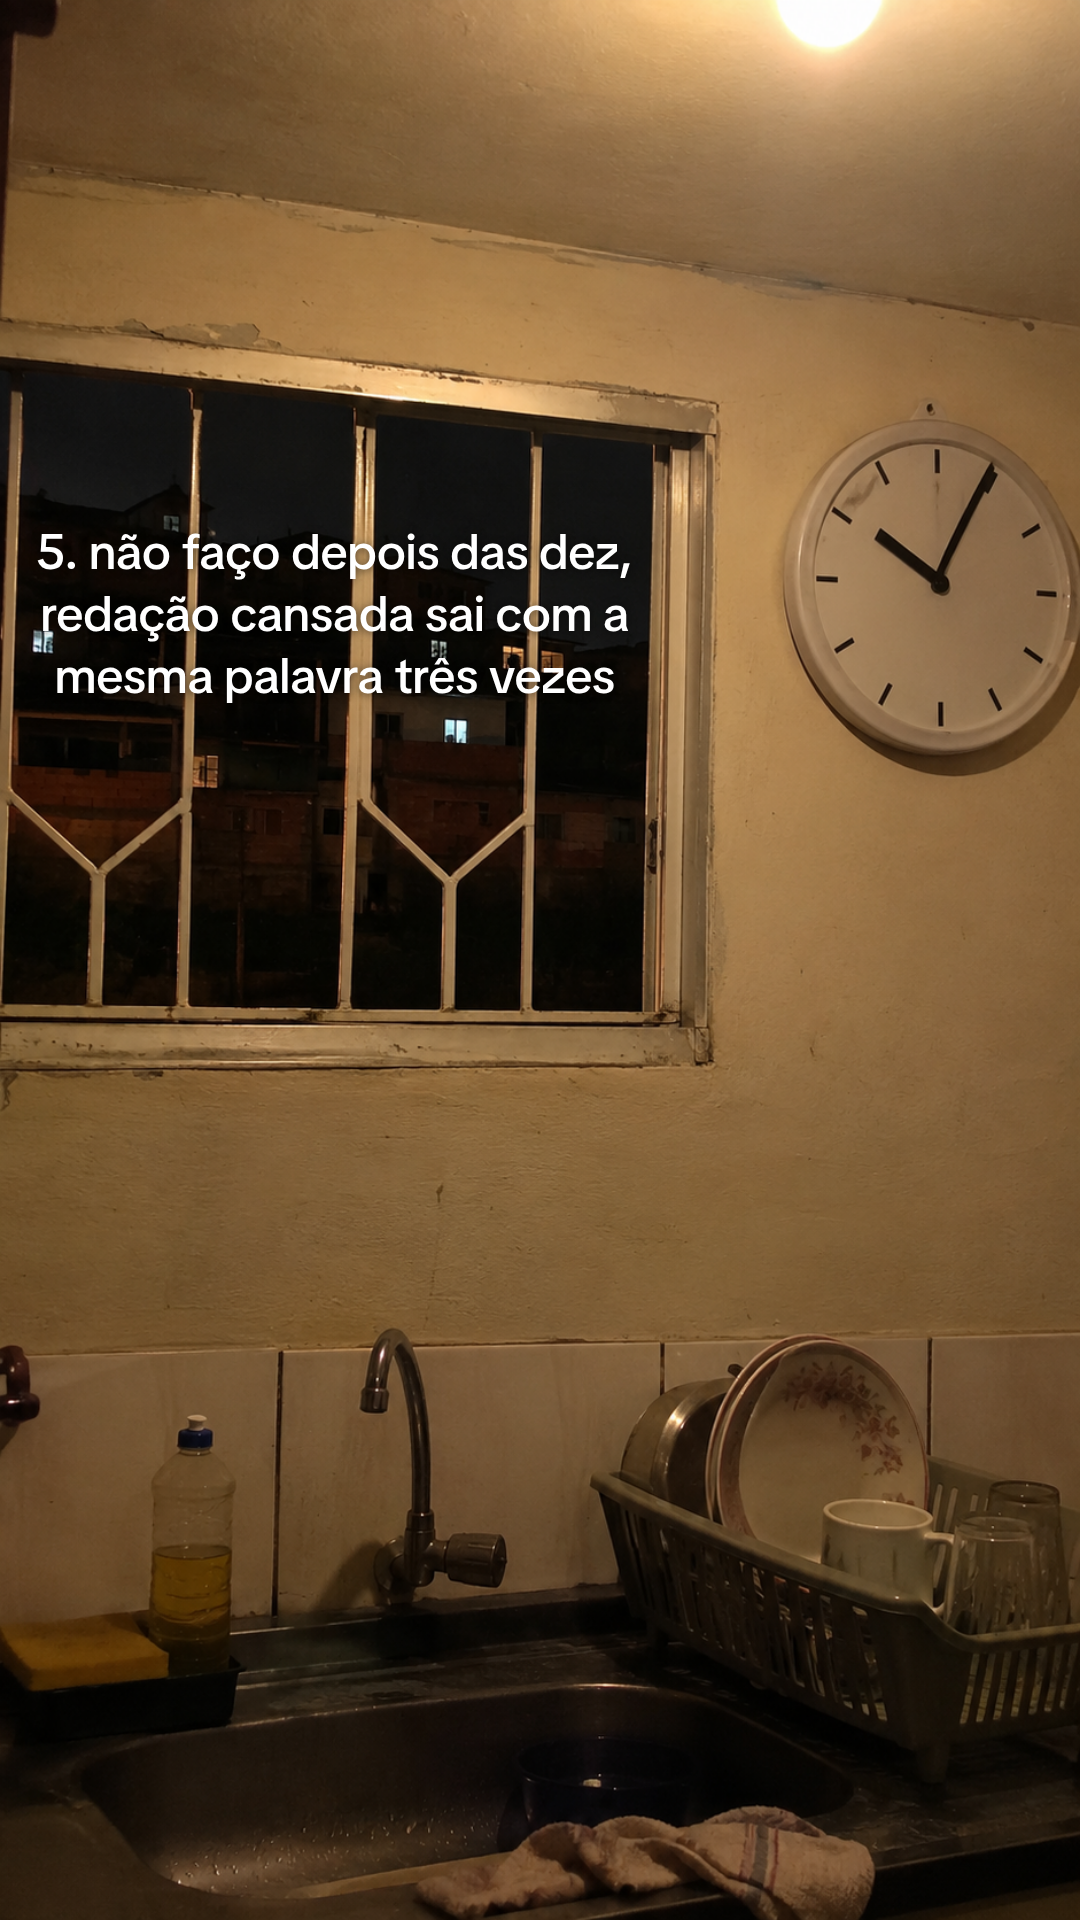 5. não faço depois das dez,
redação cansada sai com a
mesma palavra três vezes